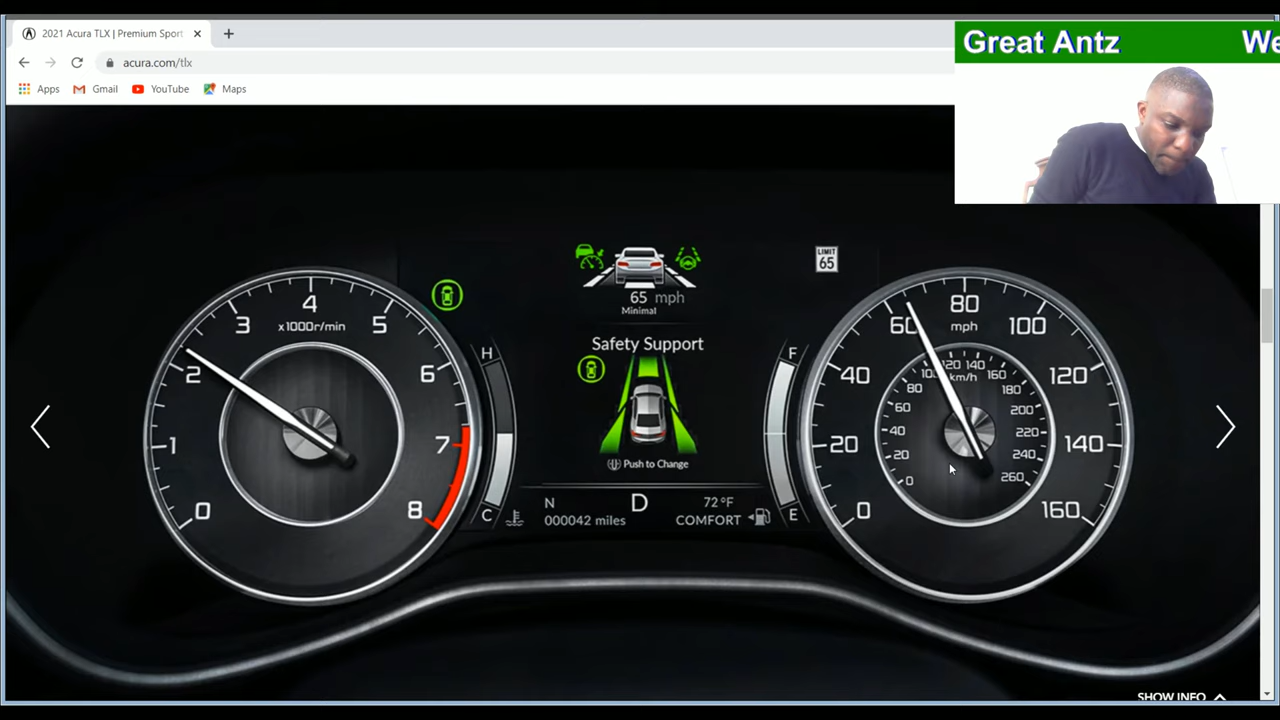 2021 Acura TLX | Premium Sport
Great Antz
We
acura.com/tlx
Apps
Gmail
YouTube
Maps
LIMIT
65
65 mph
Minimal
Safety Support
Push to Change
0
1
2
3
4
5
6
7
8
x1000r/min
H
C
F
E
N
000042 miles
D
72°F
COMFORT
0
20
40
60
80
100
120
140
160
mph
0
20
40
60
80
100
120
140
160
180
200
220
240
260
km/h
SHOW INFO